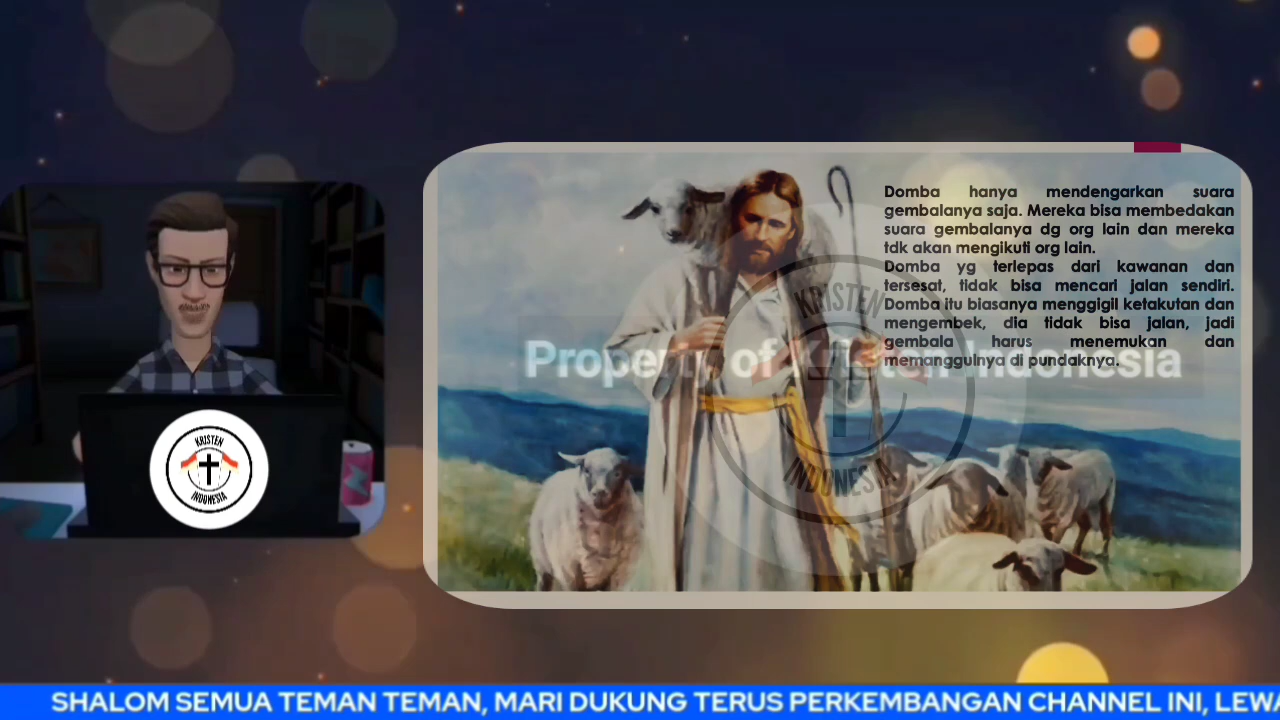 Domba hanya mendengarkan suara
gembalanya saja. Mereka bisa membedakan
suara gembalanya dg org lain dan mereka
tdk akan mengikuti org lain.
Domba yg terlepas dari kawanan dan
tersesat, tidak bisa mencari jalan sendiri.
Domba itu biasanya menggigil ketakutan dan
mengembek, dia tidak bisa jalan, jadi
gembala harus menemukan dan
memanggulnya di pundaknya.
Property of Kristen Indonesia
KRISTEN
INDONESIA
KRISTEN
INDONESIA
SHALOM SEMUA TEMAN TEMAN, MARI DUKUNG TERUS PERKEMBANGAN CHANNEL INI, LEWA